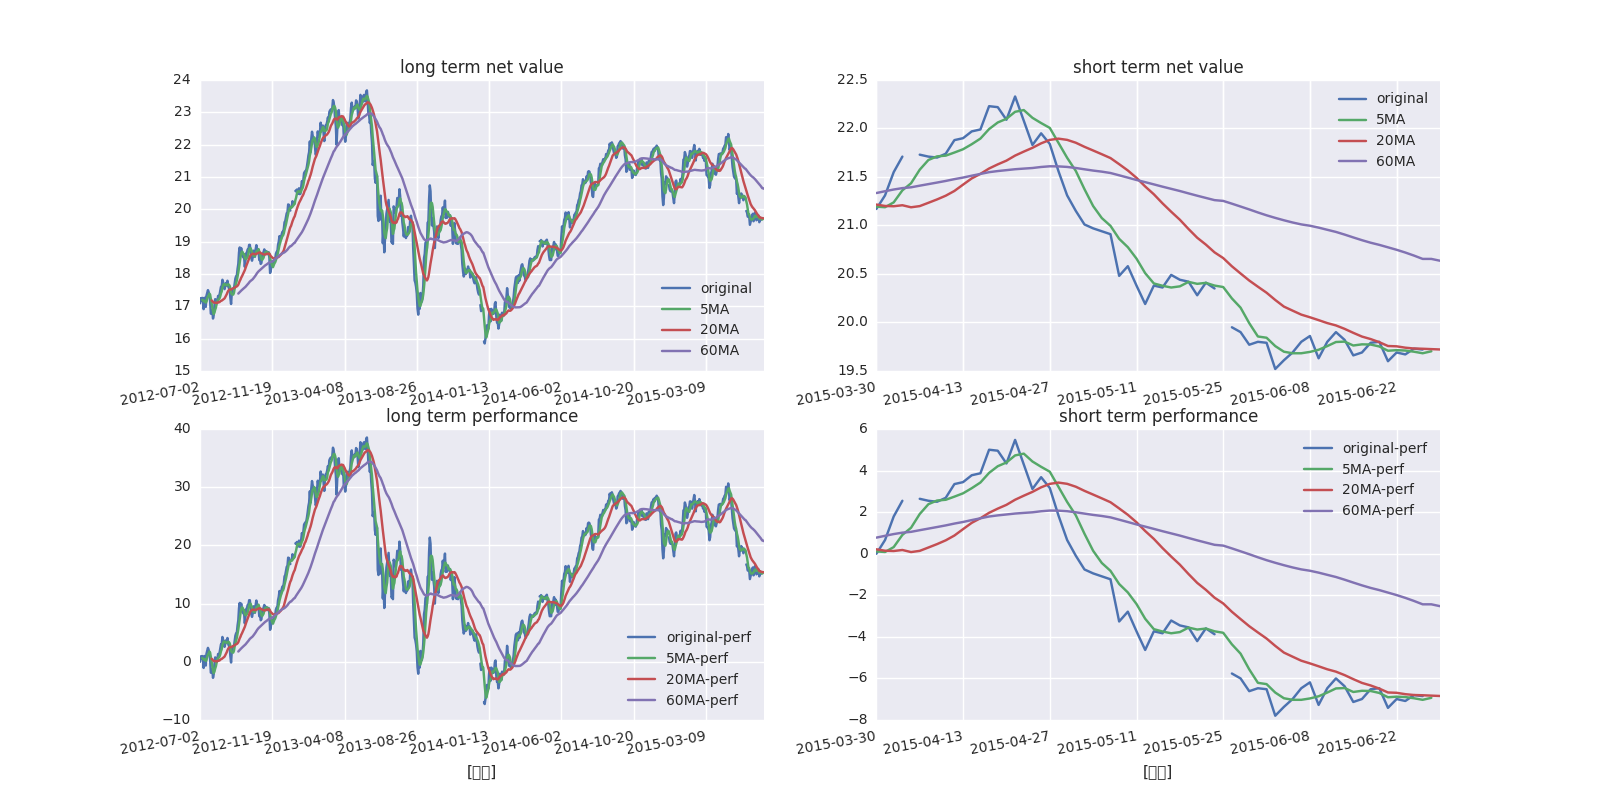 long term net value
24
23
22
21
20
19
18
17
16
15
original
5MA
20MA
60MA
2012-07-02 2012-11-19 2013-04-08 2013-08-26 2014-01-13 2014-06-02 2014-10-20 2015-03-09
short term net value
22.5
22.0
21.5
21.0
20.5
20.0
19.5
original
5MA
20MA
60MA
2015-03-30 2015-04-13 2015-04-27 2015-05-11 2015-05-25 2015-06-08 2015-06-22
long term performance
40
30
20
10
0
−10
original-perf
5MA-perf
20MA-perf
60MA-perf
2012-07-02 2012-11-19 2013-04-08 2013-08-26 2014-01-13 2014-06-02 2014-10-20 2015-03-09
short term performance
6
4
2
0
−2
−4
−6
−8
original-perf
5MA-perf
20MA-perf
60MA-perf
2015-03-30 2015-04-13 2015-04-27 2015-05-11 2015-05-25 2015-06-08 2015-06-22